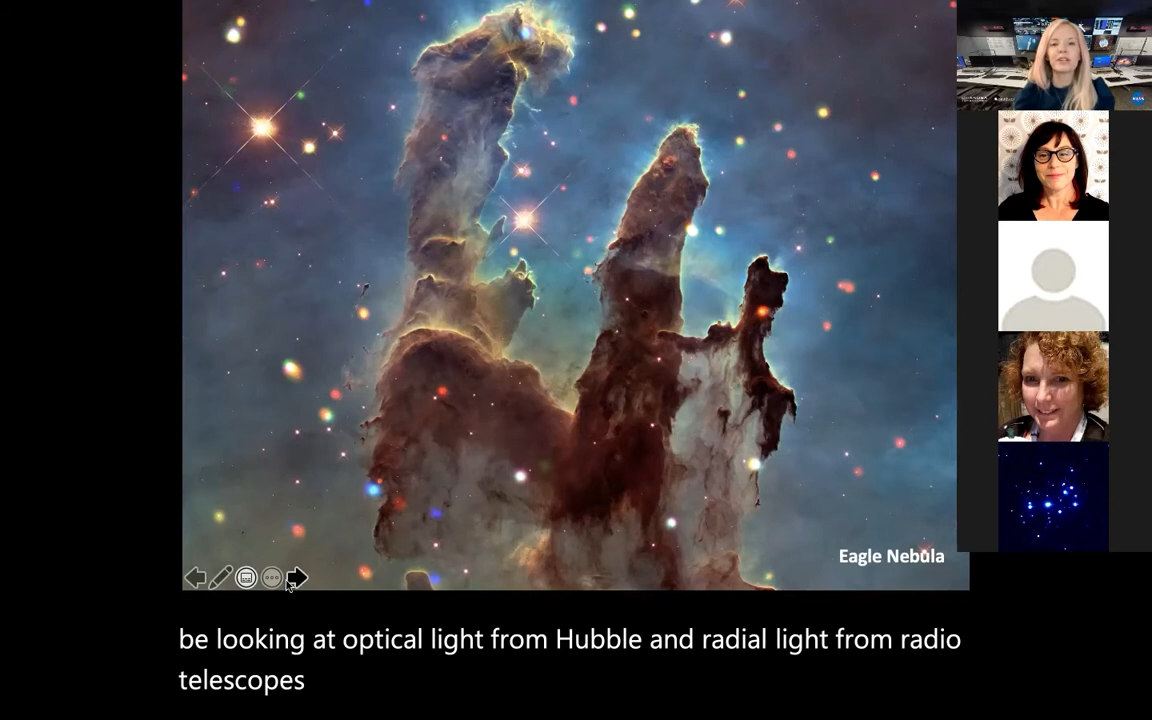 Eagle Nebula
be looking at optical light from Hubble and radial light from radio
telescopes